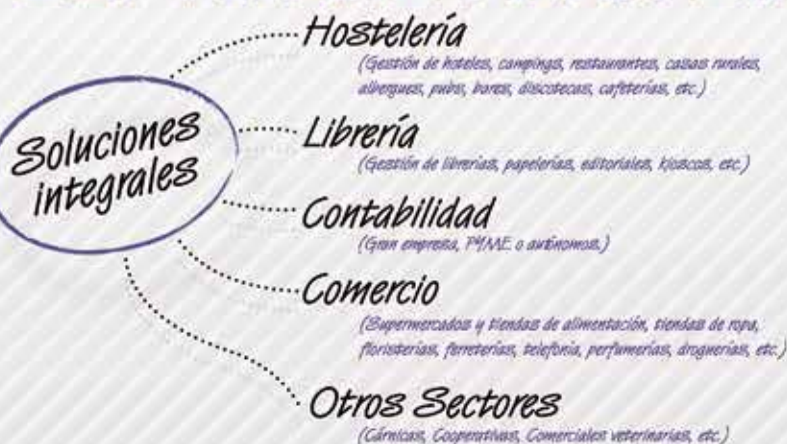 Soluciones
integrales
Hostelería
(Gestión de hoteles, campings, restaurantes, casas rurales,
albergues, pubs, bares, discotecas, cafeterías, etc.)
Librería
(Gestión de librerías, papelerías, editoriales, kioscos, etc.)
Contabilidad
(Gran empresa, PYME o autónomos.)
Comercio
(Supermercados y tiendas de alimentación, tiendas de ropa,
floristerías, ferreterías, telefonía, perfumerías, droguerías, etc.)
Otros Sectores
(Cárnicas, Cooperativas, Comerciales veterinarias, etc.)